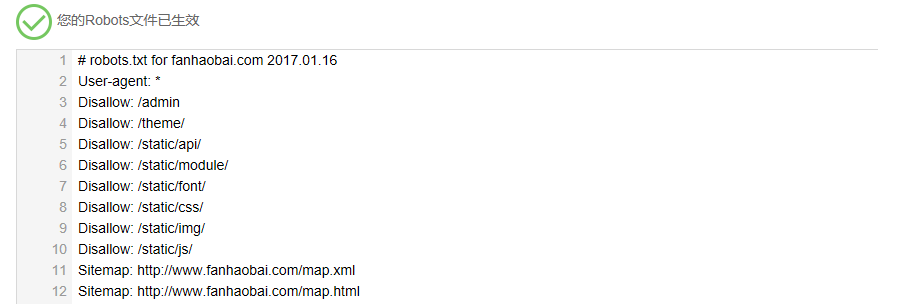 您的Robots文件已生效
1 # robots.txt for fanhaobai.com 2017.01.16
2 User-agent: *
3 Disallow: /admin
4 Disallow: /theme/
5 Disallow: /static/api/
6 Disallow: /static/module/
7 Disallow: /static/font/
8 Disallow: /static/css/
9 Disallow: /static/img/
10 Disallow: /static/js/
11 Sitemap: http://www.fanhaobai.com/map.xml
12 Sitemap: http://www.fanhaobai.com/map.html